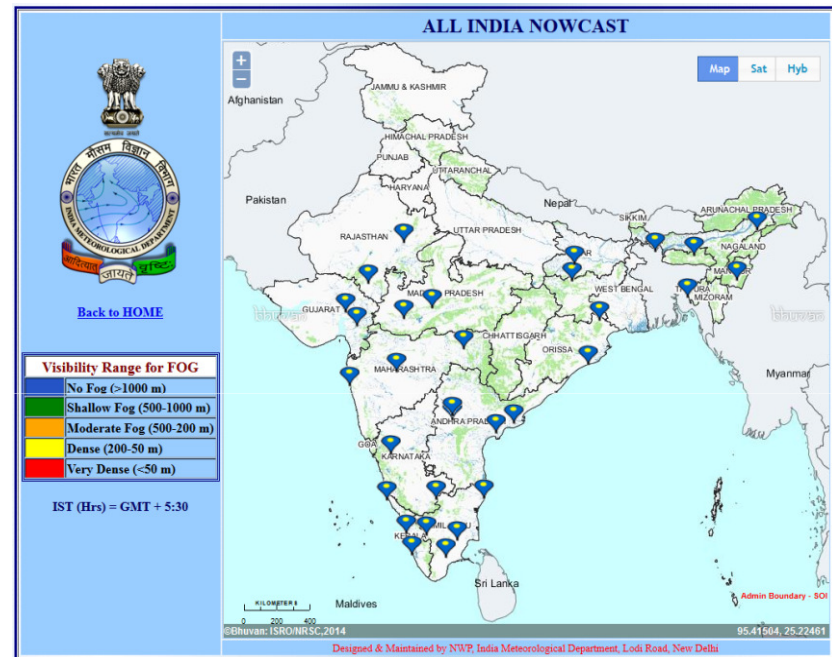 ALL INDIA NOWCAST
भारत मौसम विज्ञान विभाग
INDIA METEOROLOGICAL DEPARTMENT
आदित्यात् जायते वृष्टिः
Back to HOME
Visibility Range for FOG
No Fog (>1000 m)
Shallow Fog (500-1000 m)
Moderate Fog (500-200 m)
Dense (200-50 m)
Very Dense (<50 m)
IST (Hrs) = GMT + 5:30
+
−
Map Sat Hyb
Afghanistan
JAMMU & KASHMIR
HIMACHAL PRADESH
PUNJAB
UTTARANCHAL
HARYANA
Pakistan
Nepal
SIKKIM
ARUNACHAL PRADESH
RAJASTHAN
UTTAR PRADESH
NAGALAND
WEST BENGAL
MIZORAM
GUJARAT
CHHATTISGARH
ORISSA
MAHARASHTRA
Myanmar
GOA
KARNATAKA
Sri Lanka
Maldives
KILOMETERS
0 200 400
Admin Boundary - SOI
©Bhuvan: ISRO/NRSC,2014
95.41504, 25.22461
Designed & Maintained by NWP, India Meteorological Department, Lodi Road, New Delhi